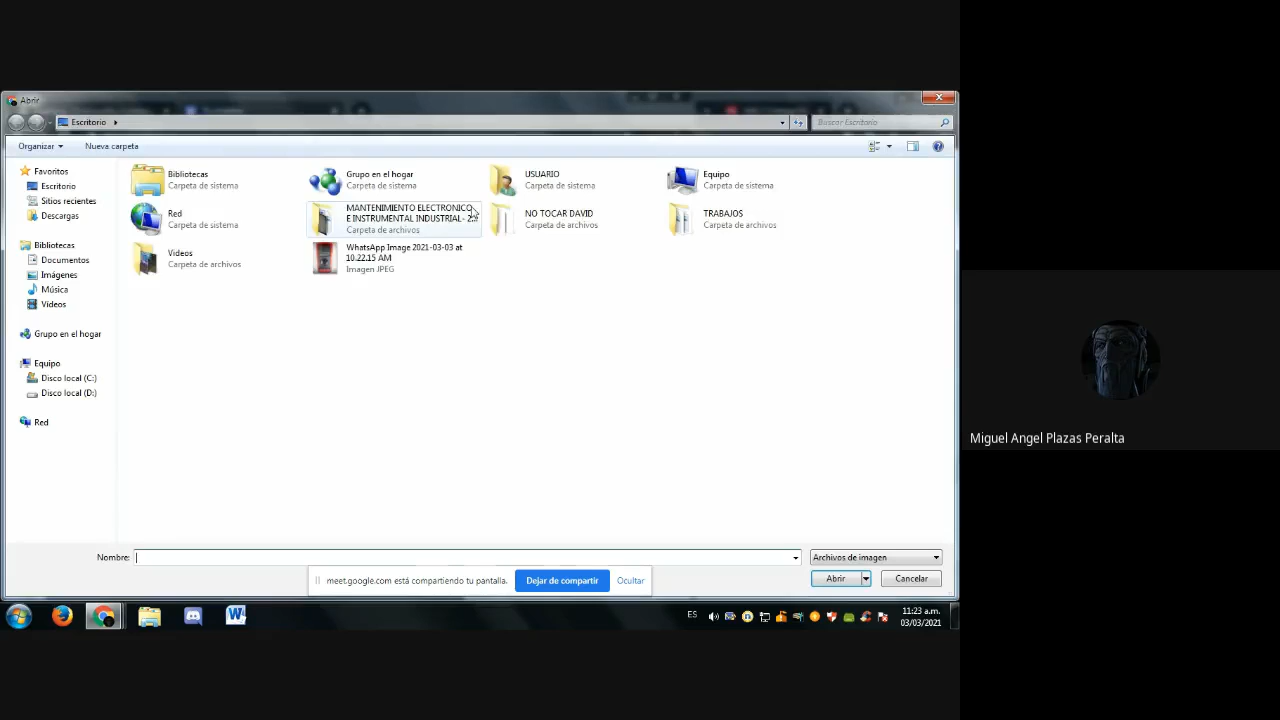 Abrir
Escritorio
Buscar Escritorio
Organizar
Nueva carpeta
Favoritos
Escritorio
Sitios recientes
Descargas
Bibliotecas
Documentos
Imágenes
Música
Vídeos
Grupo en el hogar
Equipo
Disco local (C:)
Disco local (D:)
Red
Bibliotecas
Carpeta de sistema
Grupo en el hogar
Carpeta de sistema
USUARIO
Carpeta de sistema
Equipo
Carpeta de sistema
Red
Carpeta de sistema
MANTENIMIENTO ELECTRONICO
E INSTRUMENTAL INDUSTRIAL- 2...
Carpeta de archivos
NO TOCAR DAVID
Carpeta de archivos
TRABAJOS
Carpeta de archivos
Videos
Carpeta de archivos
WhatsApp Image 2021-03-03 at
10.22.15 AM
Imagen JPEG
Nombre:
Archivos de imagen
Abrir
Cancelar
meet.google.com está compartiendo tu pantalla.
Dejar de compartir
Ocultar
ES
11:23 a.m.
03/03/2021
Miguel Angel Plazas Peralta